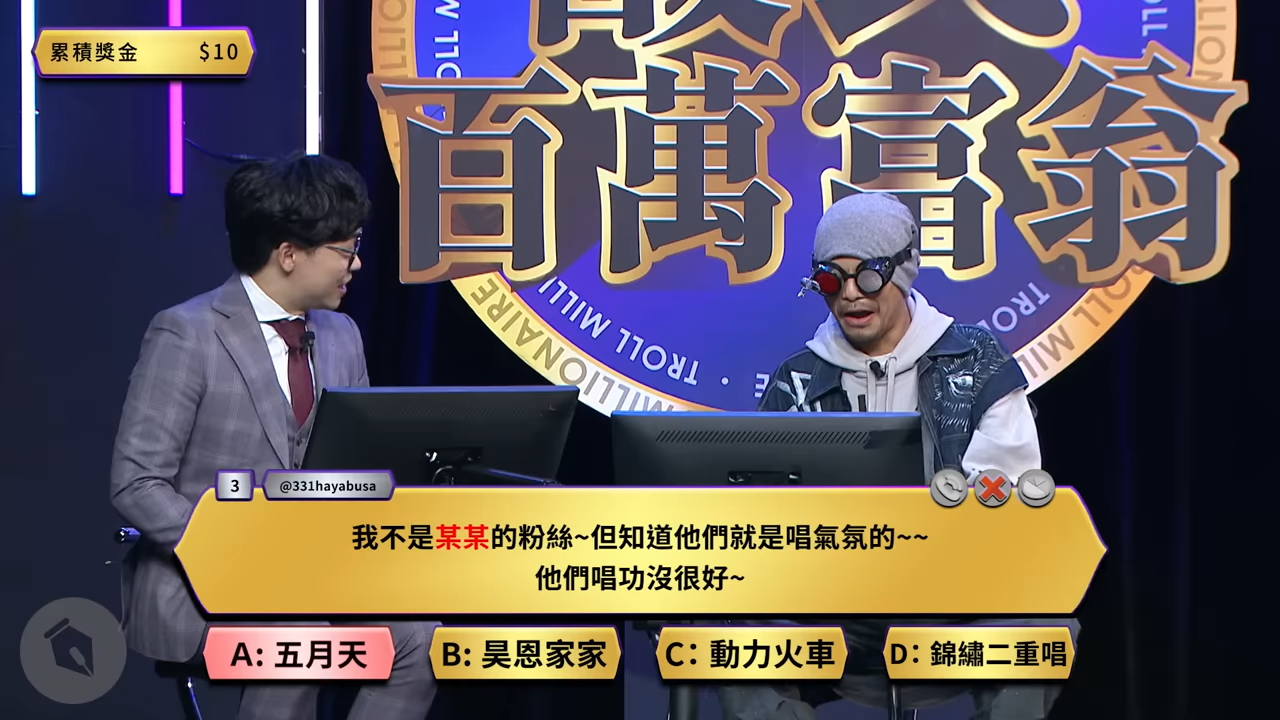 累積獎金 $10
百萬富翁
MILLIONAIRE
TROLL MILLI
TROLL
3
@331hayabusa
我不是某某的粉絲~但知道他們就是唱氣氛的~~
他們唱功沒很好~
A: 五月天
B: 昊恩家家
C: 動力火車
D: 錦繡二重唱